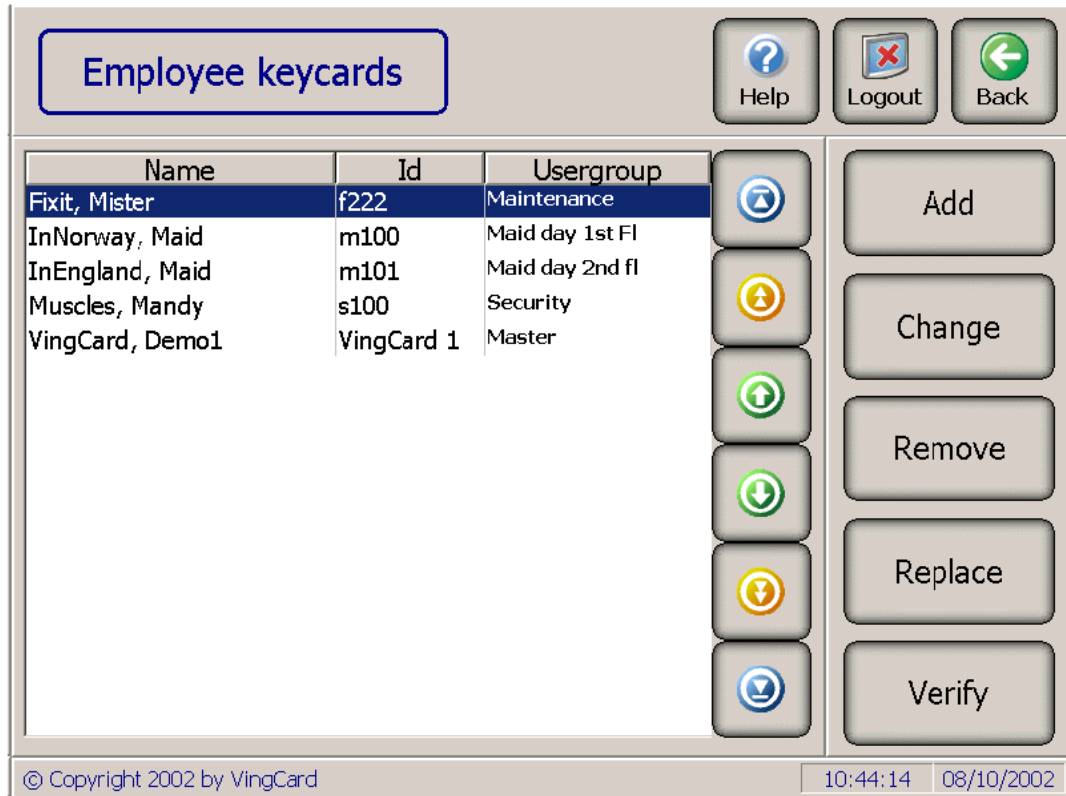 Employee keycards
Help
Logout
Back
Name Id Usergroup
Fixit, Mister f222 Maintenance
InNorway, Maid m100 Maid day 1st Fl
InEngland, Maid m101 Maid day 2nd fl
Muscles, Mandy s100 Security
VingCard, Demo1 VingCard 1 Master
Add
Change
Remove
Replace
Verify
© Copyright 2002 by VingCard 10:44:14 08/10/2002